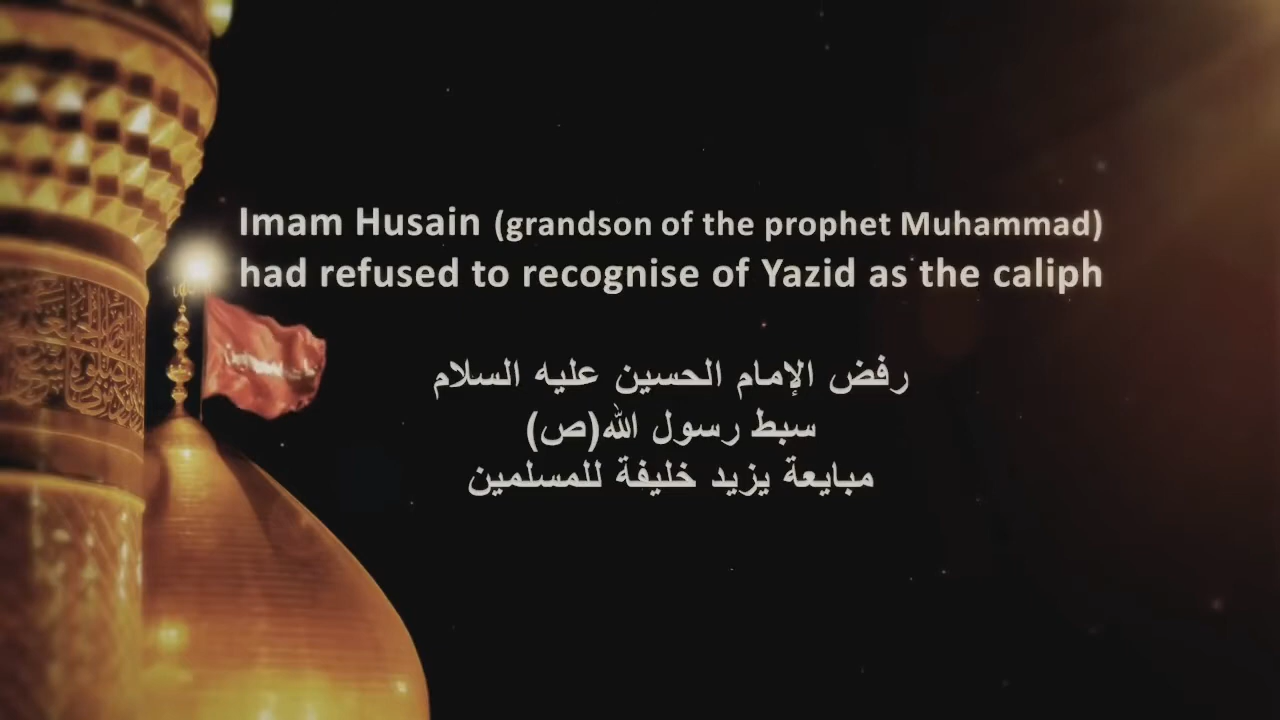 Imam Husain (grandson of the prophet Muhammad)
had refused to recognise of Yazid as the caliph
رفض الإمام الحسين عليه السلام
سبط رسول الله(ص)
مبايعة يزيد خليفة للمسلمين